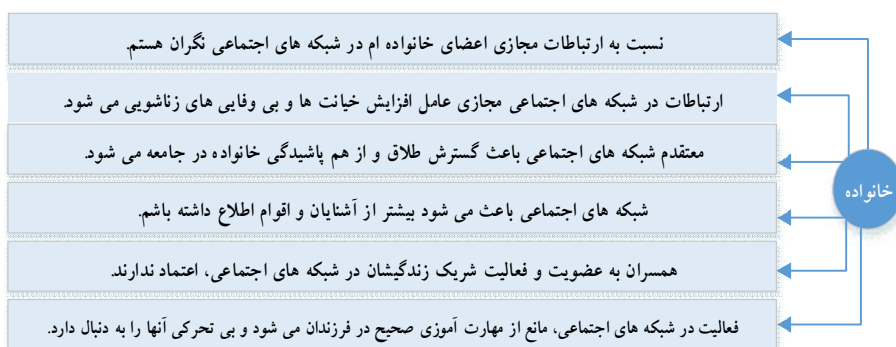 نسبت به ارتباطات مجازی اعضای خانواده ام در شبکه های اجتماعی نگران هستم.
ارتباطات در شبکه های اجتماعی مجازی عامل افزایش خیانت ها و بی وفایی های زناشویی می شود.
معتقدم شبکه های اجتماعی باعث گسترش طلاق و از هم پاشیدگی خانواده در جامعه می شود.
خانواده
شبکه های اجتماعی باعث می شود بیشتر از آشنایان و اقوام اطلاع داشته باشم.
همسران به عضویت و فعالیت شریک زندگیشان در شبکه های اجتماعی، اعتماد ندارند.
فعالیت در شبکه های اجتماعی، مانع از مهارت آموزی صحیح در فرزندان می شود و بی تحرکی آنها را به دنبال دارد.